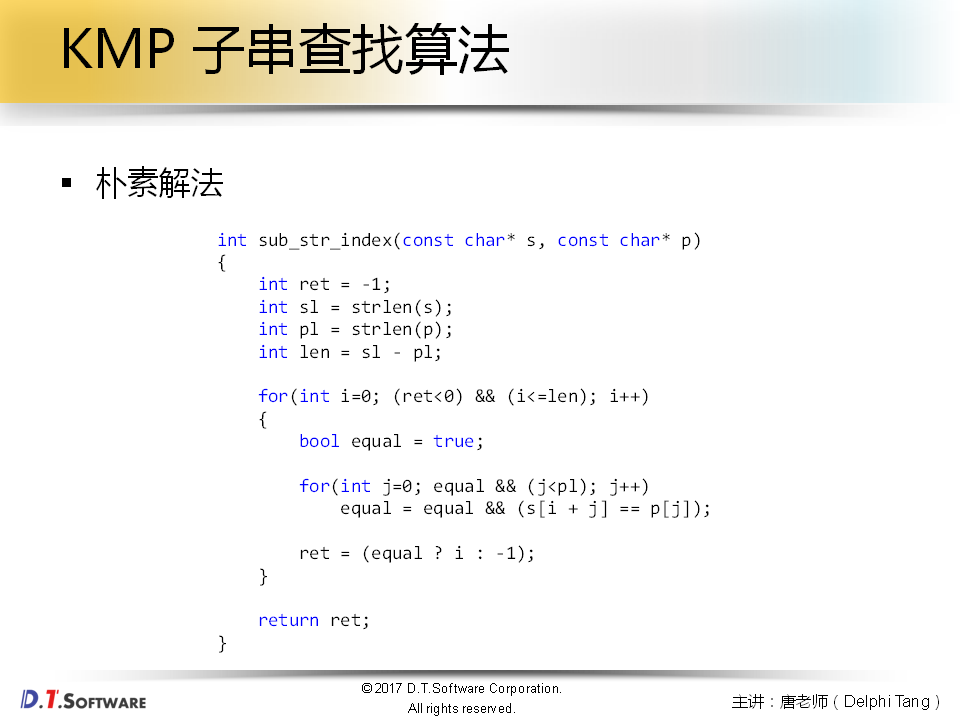 KMP 子串查找算法
▪ 朴素解法
int sub_str_index(const char* s, const char* p)
{
    int ret = -1;
    int sl = strlen(s);
    int pl = strlen(p);
    int len = sl - pl;
    for(int i=0; (ret<0) && (i<=len); i++)
    {
        bool equal = true;
        for(int j=0; equal && (j<pl); j++)
            equal = equal && (s[i + j] == p[j]);
        ret = (equal ? i : -1);
    }
    return ret;
}
D.T.SOFTWARE
©2017 D.T.Software Corporation.
All rights reserved.
主讲：唐老师 ( Delphi Tang )